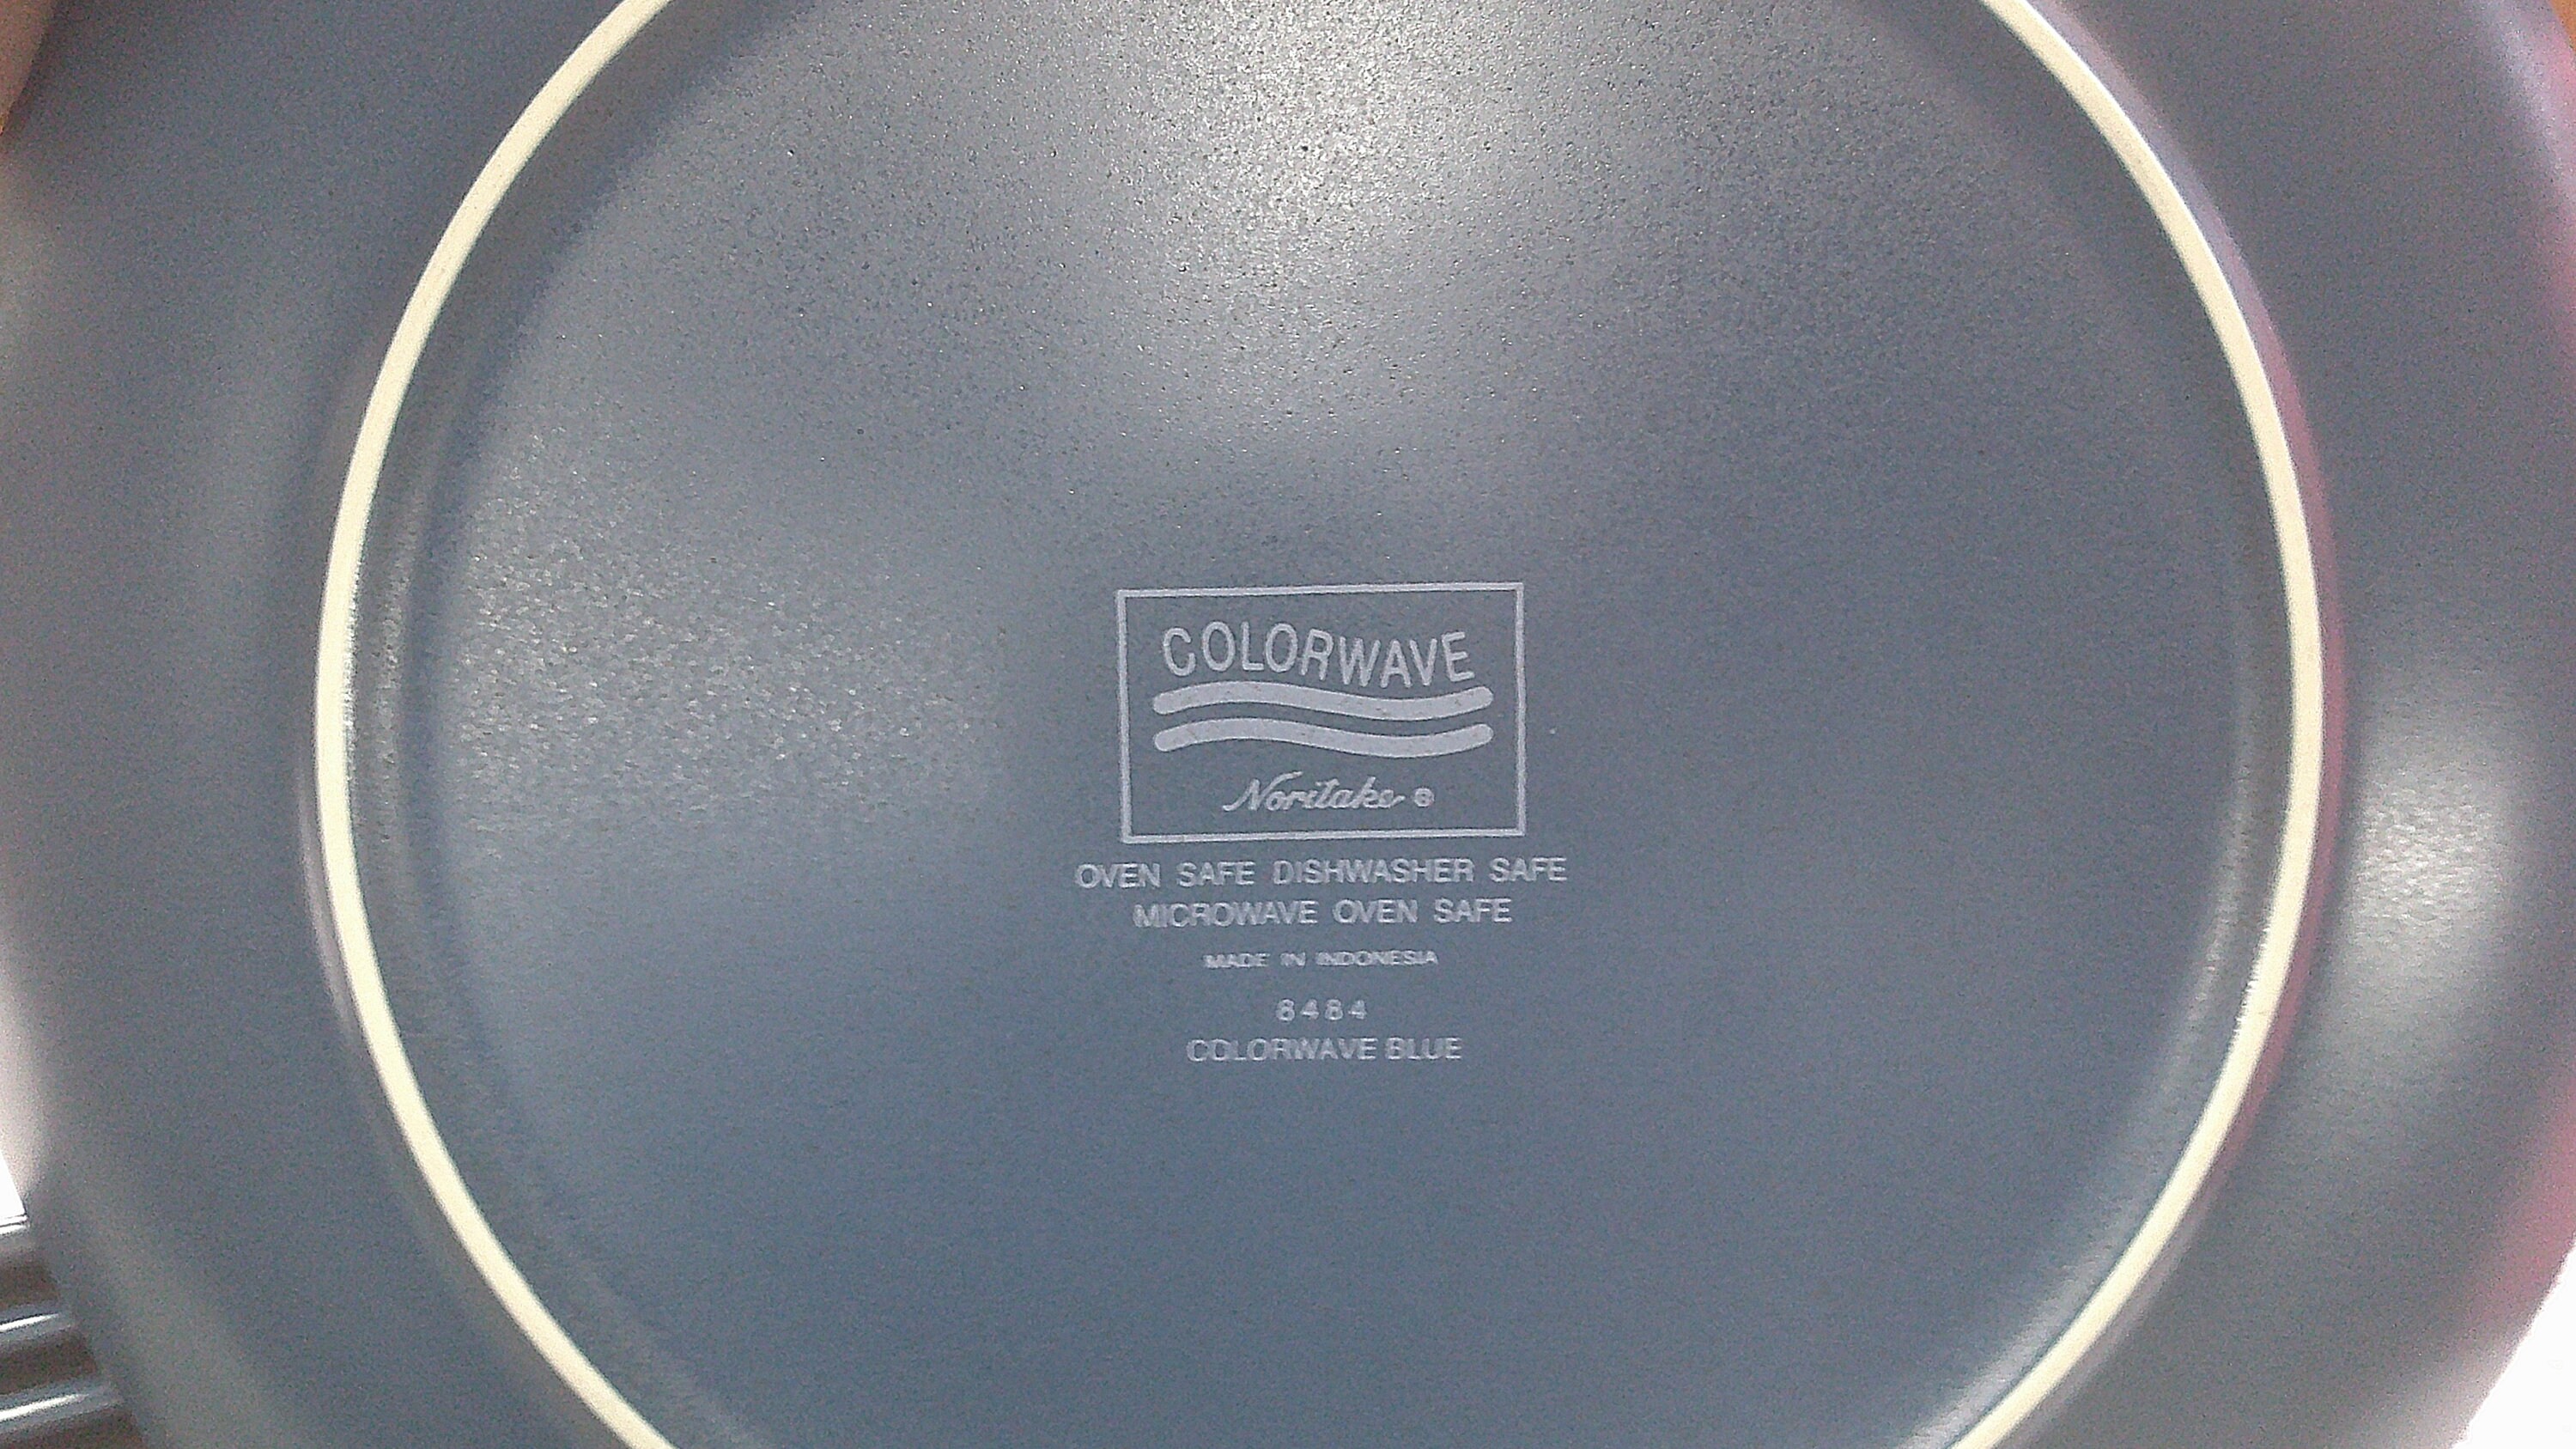 COLORWAVE
Noritake ®
OVEN SAFE DISHWASHER SAFE
MICROWAVE OVEN SAFE
MADE IN INDONESIA
8484
COLORWAVE BLUE